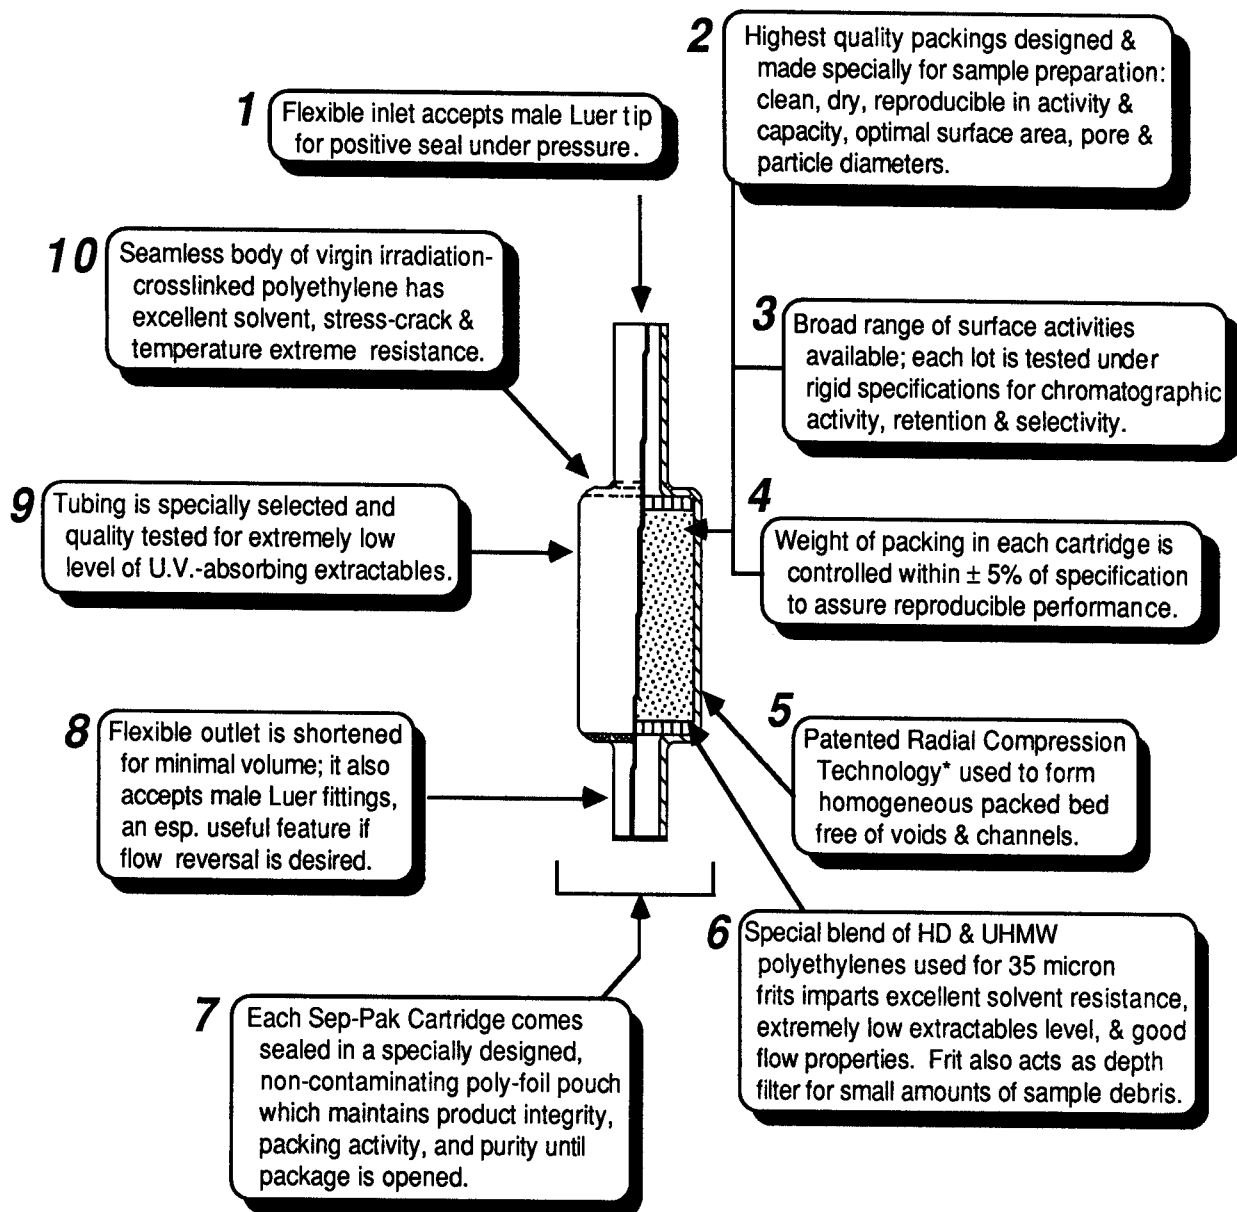 1
Flexible inlet accepts male Luer tip
for positive seal under pressure.
2
Highest quality packings designed &
made specially for sample preparation:
clean, dry, reproducible in activity &
capacity, optimal surface area, pore &
particle diameters.
3
Broad range of surface activities
available; each lot is tested under
rigid specifications for chromatographic
activity, retention & selectivity.
4
Weight of packing in each cartridge is
controlled within ± 5% of specification
to assure reproducible performance.
5
Patented Radial Compression
Technology* used to form
homogeneous packed bed
free of voids & channels.
6
Special blend of HD & UHMW
polyethylenes used for 35 micron
frits imparts excellent solvent resistance,
extremely low extractables level, & good
flow properties. Frit also acts as depth
filter for small amounts of sample debris.
7
Each Sep-Pak Cartridge comes
sealed in a specially designed,
non-contaminating poly-foil pouch
which maintains product integrity,
packing activity, and purity until
package is opened.
8
Flexible outlet is shortened
for minimal volume; it also
accepts male Luer fittings,
an esp. useful feature if
flow reversal is desired.
9
Tubing is specially selected and
quality tested for extremely low
level of U.V.-absorbing extractables.
10
Seamless body of virgin irradiation-
crosslinked polyethylene has
excellent solvent, stress-crack &
temperature extreme resistance.